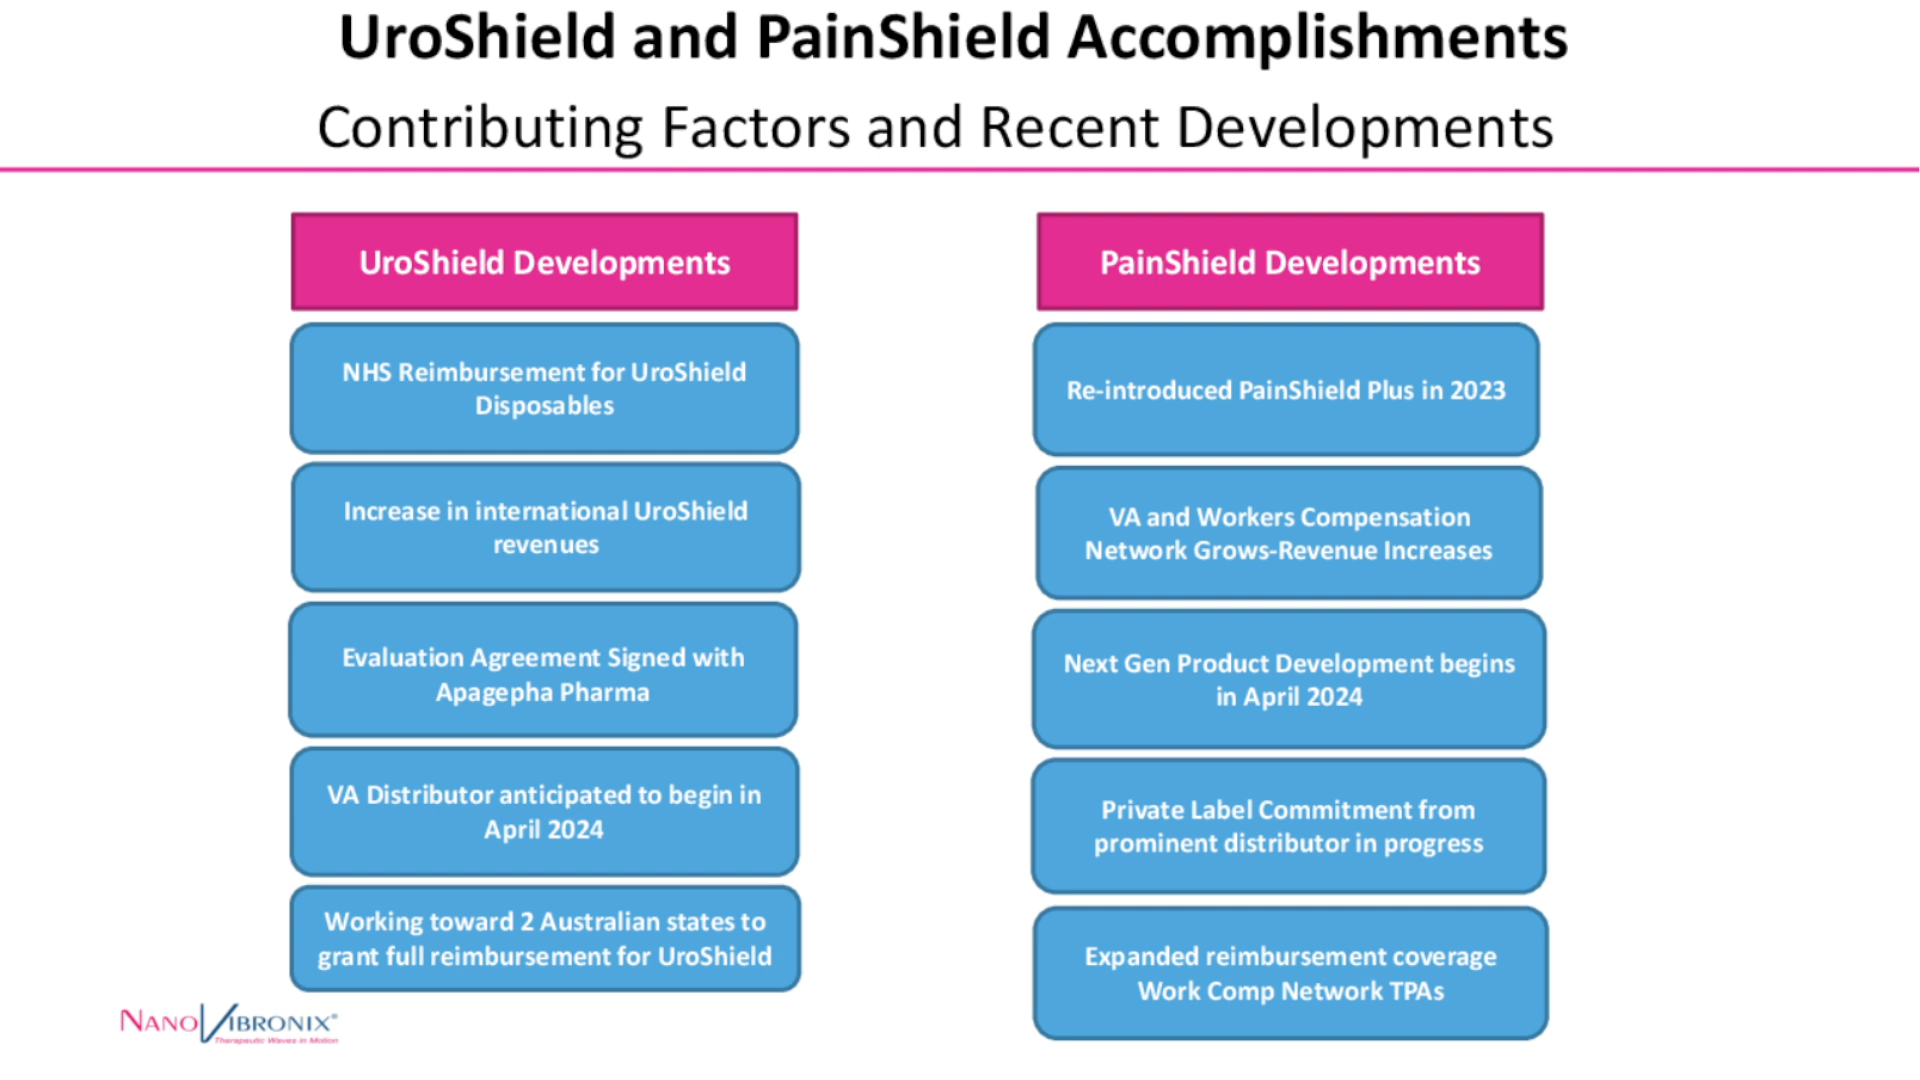 UroShield and PainShield Accomplishments
Contributing Factors and Recent Developments
UroShield Developments
NHS Reimbursement for UroShield
Disposables
Increase in international UroShield
revenues
Evaluation Agreement Signed with
Apagepha Pharma
VA Distributor anticipated to begin in
April 2024
Working toward 2 Australian states to
grant full reimbursement for UroShield
PainShield Developments
Re-introduced PainShield Plus in 2023
VA and Workers Compensation
Network Grows-Revenue Increases
Next Gen Product Development begins
in April 2024
Private Label Commitment from
prominent distributor in progress
Expanded reimbursement coverage
Work Comp Network TPAs
NANOVIBRONIX®
Therapeutic Waves in Motion